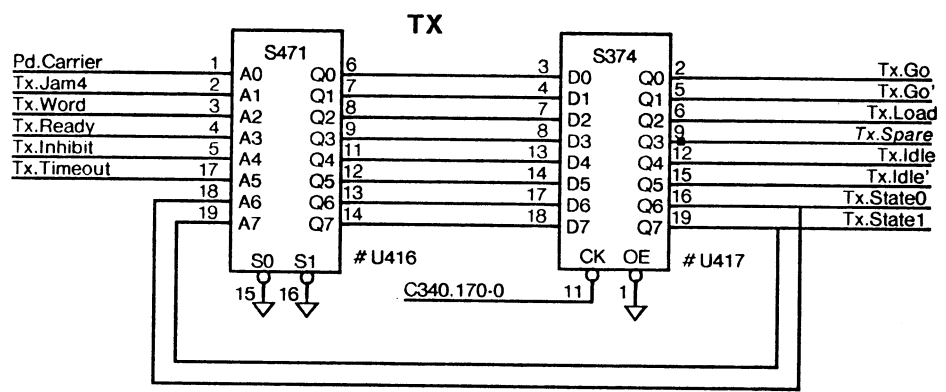 TX
S471
S374
Pd.Carrier 1 A0 Q0 6 3 D0 Q0 2 Tx.Go
Tx.Jam4 2 A1 Q1 7 4 D1 Q1 5 Tx.Go'
Tx.Word 3 A2 Q2 8 7 D2 Q2 6 Tx.Load
Tx.Ready 4 A3 Q3 9 8 D3 Q3 9 Tx.Spare
Tx.Inhibit 5 A4 Q4 11 13 D4 Q4 12 Tx.Idle
Tx.Timeout 17 A5 Q5 12 14 D5 Q5 15 Tx.Idle'
18 A6 Q6 13 17 D6 Q6 16 Tx.State0
19 A7 Q7 14 18 D7 Q7 19 Tx.State1
S0 S1 #U416 CK OE #U417
15 16 C340.170-0 11 1